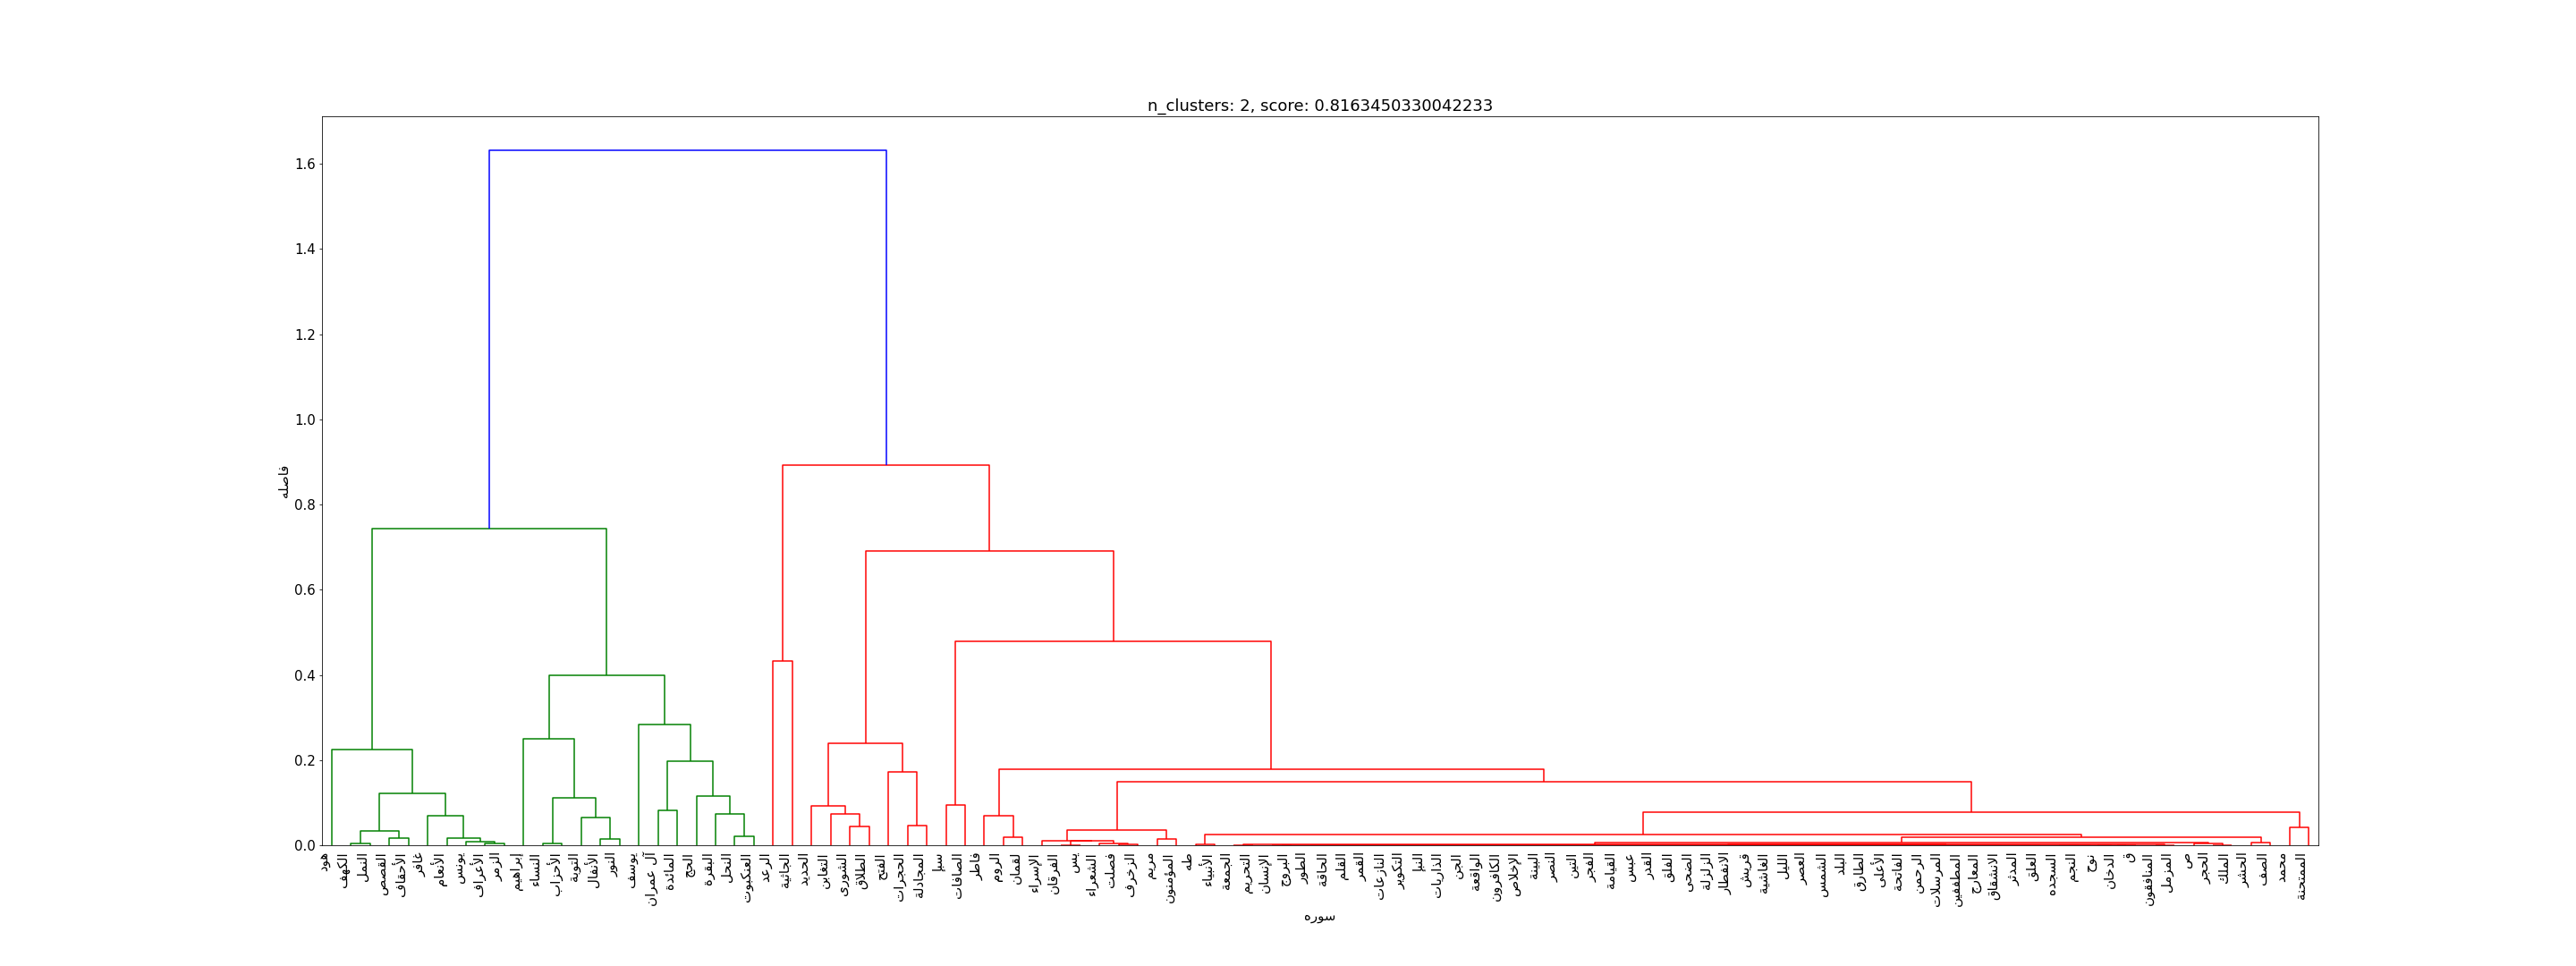 n_clusters: 2, score: 0.8163450330042233
1.6
1.4
1.2
1.0
0.8
0.6
0.4
0.2
0.0
فاصله
هود
الكهف
النمل
القصص
الأحقاف
غافر
الأنعام
يونس
الأعراف
الزمر
إبراهيم
النساء
الأحزاب
التوبة
الأنفال
النور
يوسف
آل عمران
المائدة
الحج
البقرة
النحل
العنكبوت
الرعد
الجاثية
الحديد
التغابن
الشورى
الطلاق
الفتح
الحجرات
المجادلة
سبإ
الصافات
فاطر
الروم
لقمان
الإسراء
الفرقان
يس
الشعراء
فصلت
الزخرف
مريم
المؤمنون
طه
الأنبياء
الجمعة
التحريم
الإنسان
البروج
الطور
الحاقة
القلم
القمر
النازعات
التكوير
النبإ
الذاريات
الجن
الواقعة
الكافرون
الإخلاص
البينة
النصر
التين
الفجر
القيامة
عبس
القدر
الفلق
الضحى
الزلزلة
الانفطار
قريش
الغاشية
الليل
العصر
الشمس
البلد
الطارق
الأعلى
الفاتحة
الرحمن
المرسلات
المطففين
المعارج
الانشقاق
المدثر
العلق
السجده
النجم
نوح
الدخان
ق
المنافقون
المزمل
ص
الحجر
الملك
الحشر
الصف
محمد
الممتحنة
سوره